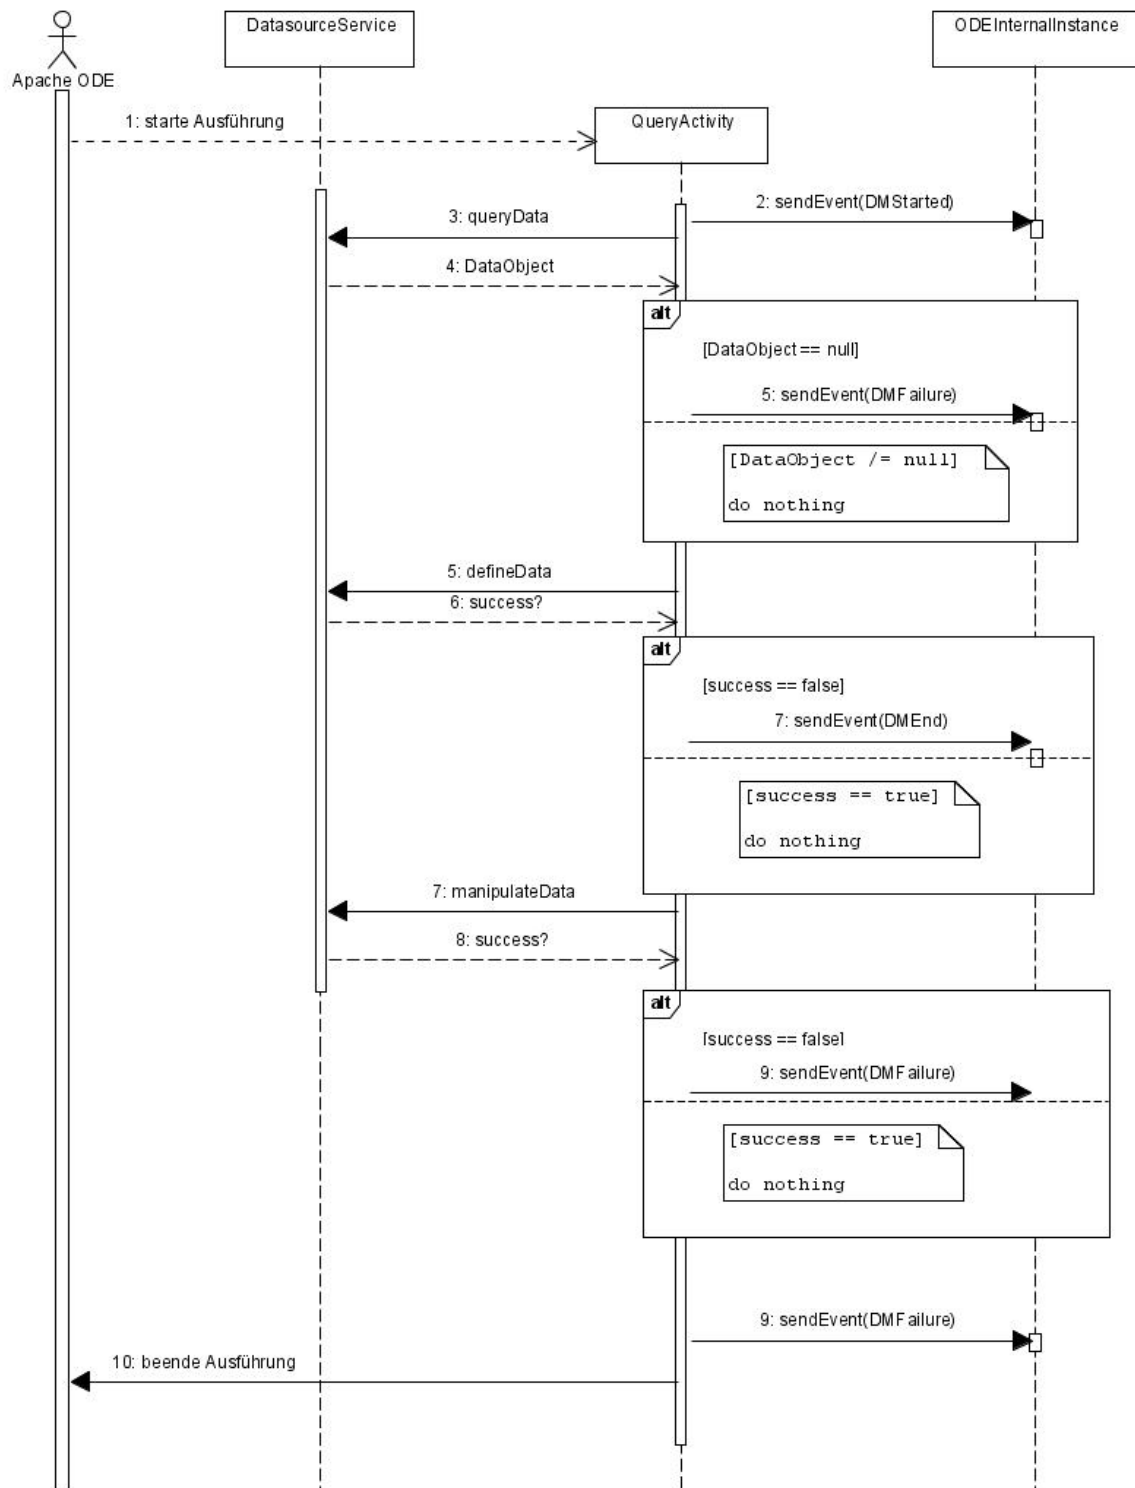 DatasourceService
ODEInternalInstance
Apache ODE
1: starte Ausführung
QueryActivity
2: sendEvent(DMStarted)
3: queryData
4: DataObject
alt
[DataObject == null]
5: sendEvent(DMFailure)
[DataObject /= null]
do nothing
5: defineData
6: success?
alt
[success == false]
7: sendEvent(DMEnd)
[success == true]
do nothing
7: manipulateData
8: success?
alt
[success == false]
9: sendEvent(DMFailure)
[success == true]
do nothing
9: sendEvent(DMFailure)
10: beende Ausführung